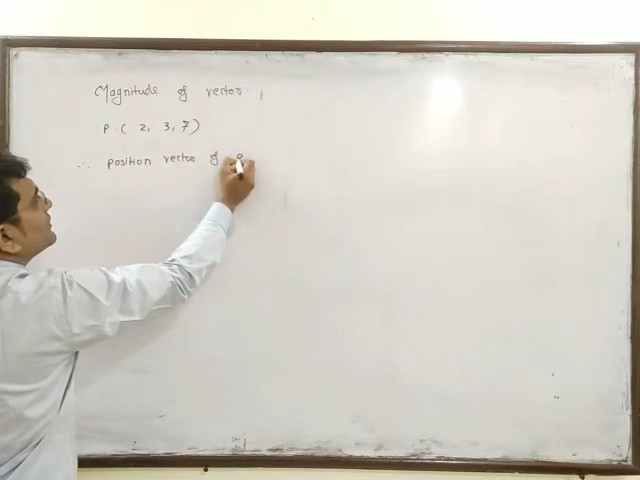 Magnitude of vector.
P ( 2, 3, 7)
∴ position vector of